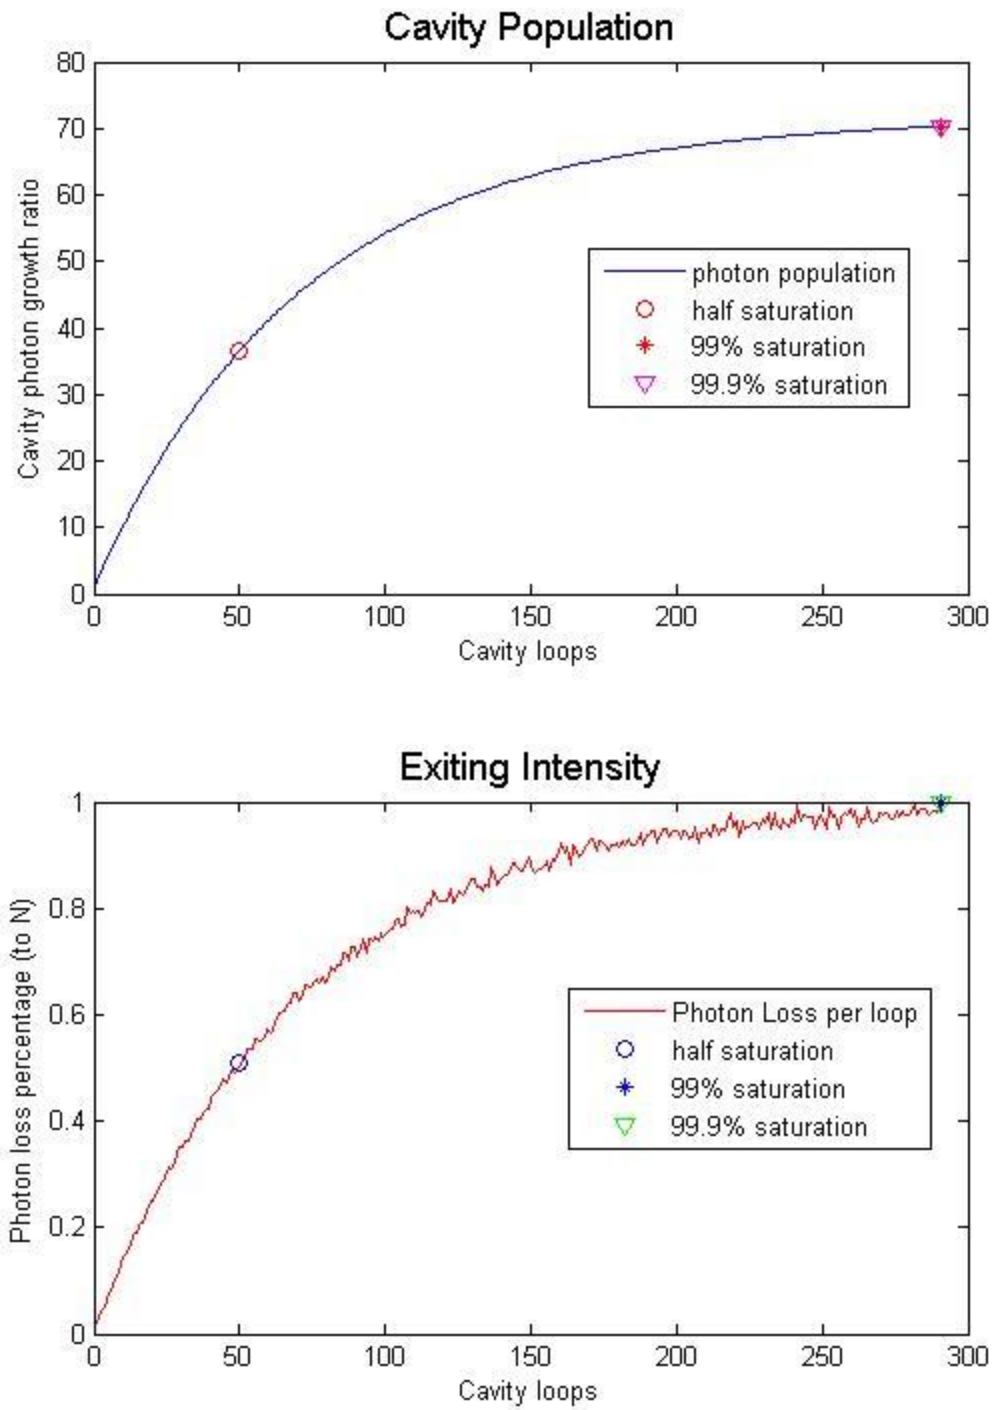 Cavity Population
80
70
60
50
40
30
20
10
0
Cavity photon growth ratio
photon population
half saturation
99% saturation
99.9% saturation
0 50 100 150 200 250 300
Cavity loops
Exiting Intensity
1
0.8
0.6
0.4
0.2
0
Photon loss percentage (to N)
Photon Loss per loop
half saturation
99% saturation
99.9% saturation
0 50 100 150 200 250 300
Cavity loops